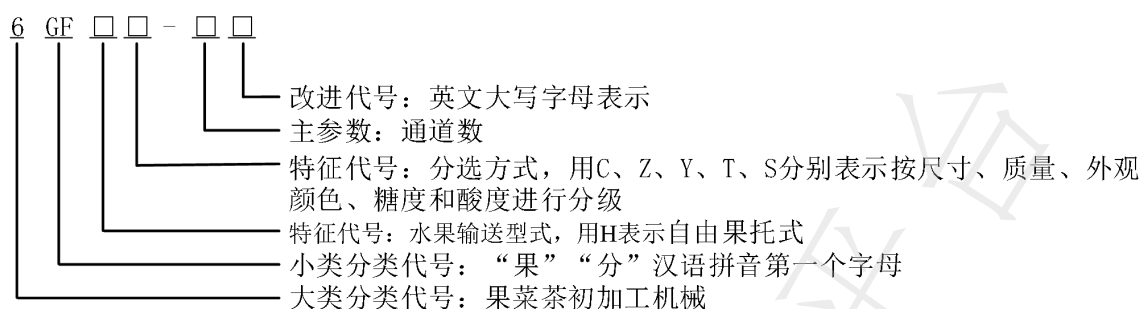 6 GF □ □ - □ □
改进代号：英文大写字母表示
主参数：通道数
特征代号：分选方式，用C、Z、Y、T、S分别表示按尺寸、质量、外观
颜色、糖度和酸度进行分级
特征代号：水果输送型式，用H表示自由果托式
小类分类代号：“果”“分”汉语拼音第一个字母
大类分类代号：果菜茶初加工机械